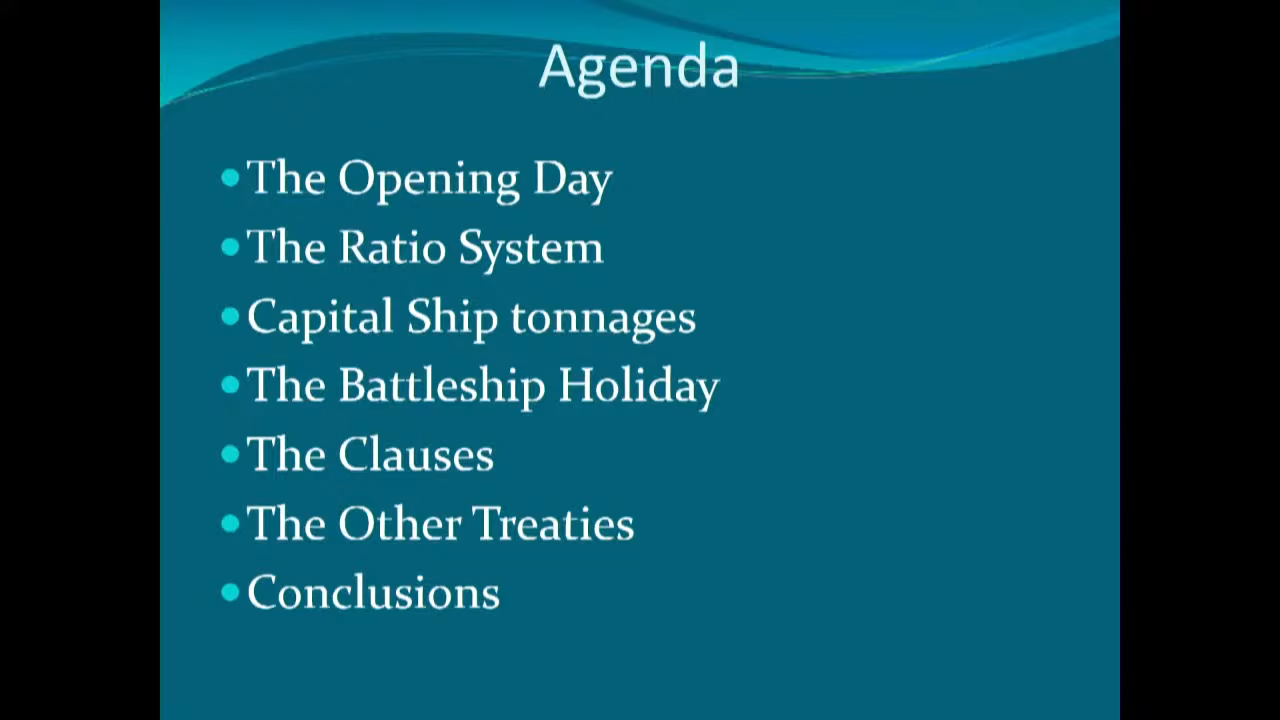 Agenda
• The Opening Day
• The Ratio System
• Capital Ship tonnages
• The Battleship Holiday
• The Clauses
• The Other Treaties
• Conclusions